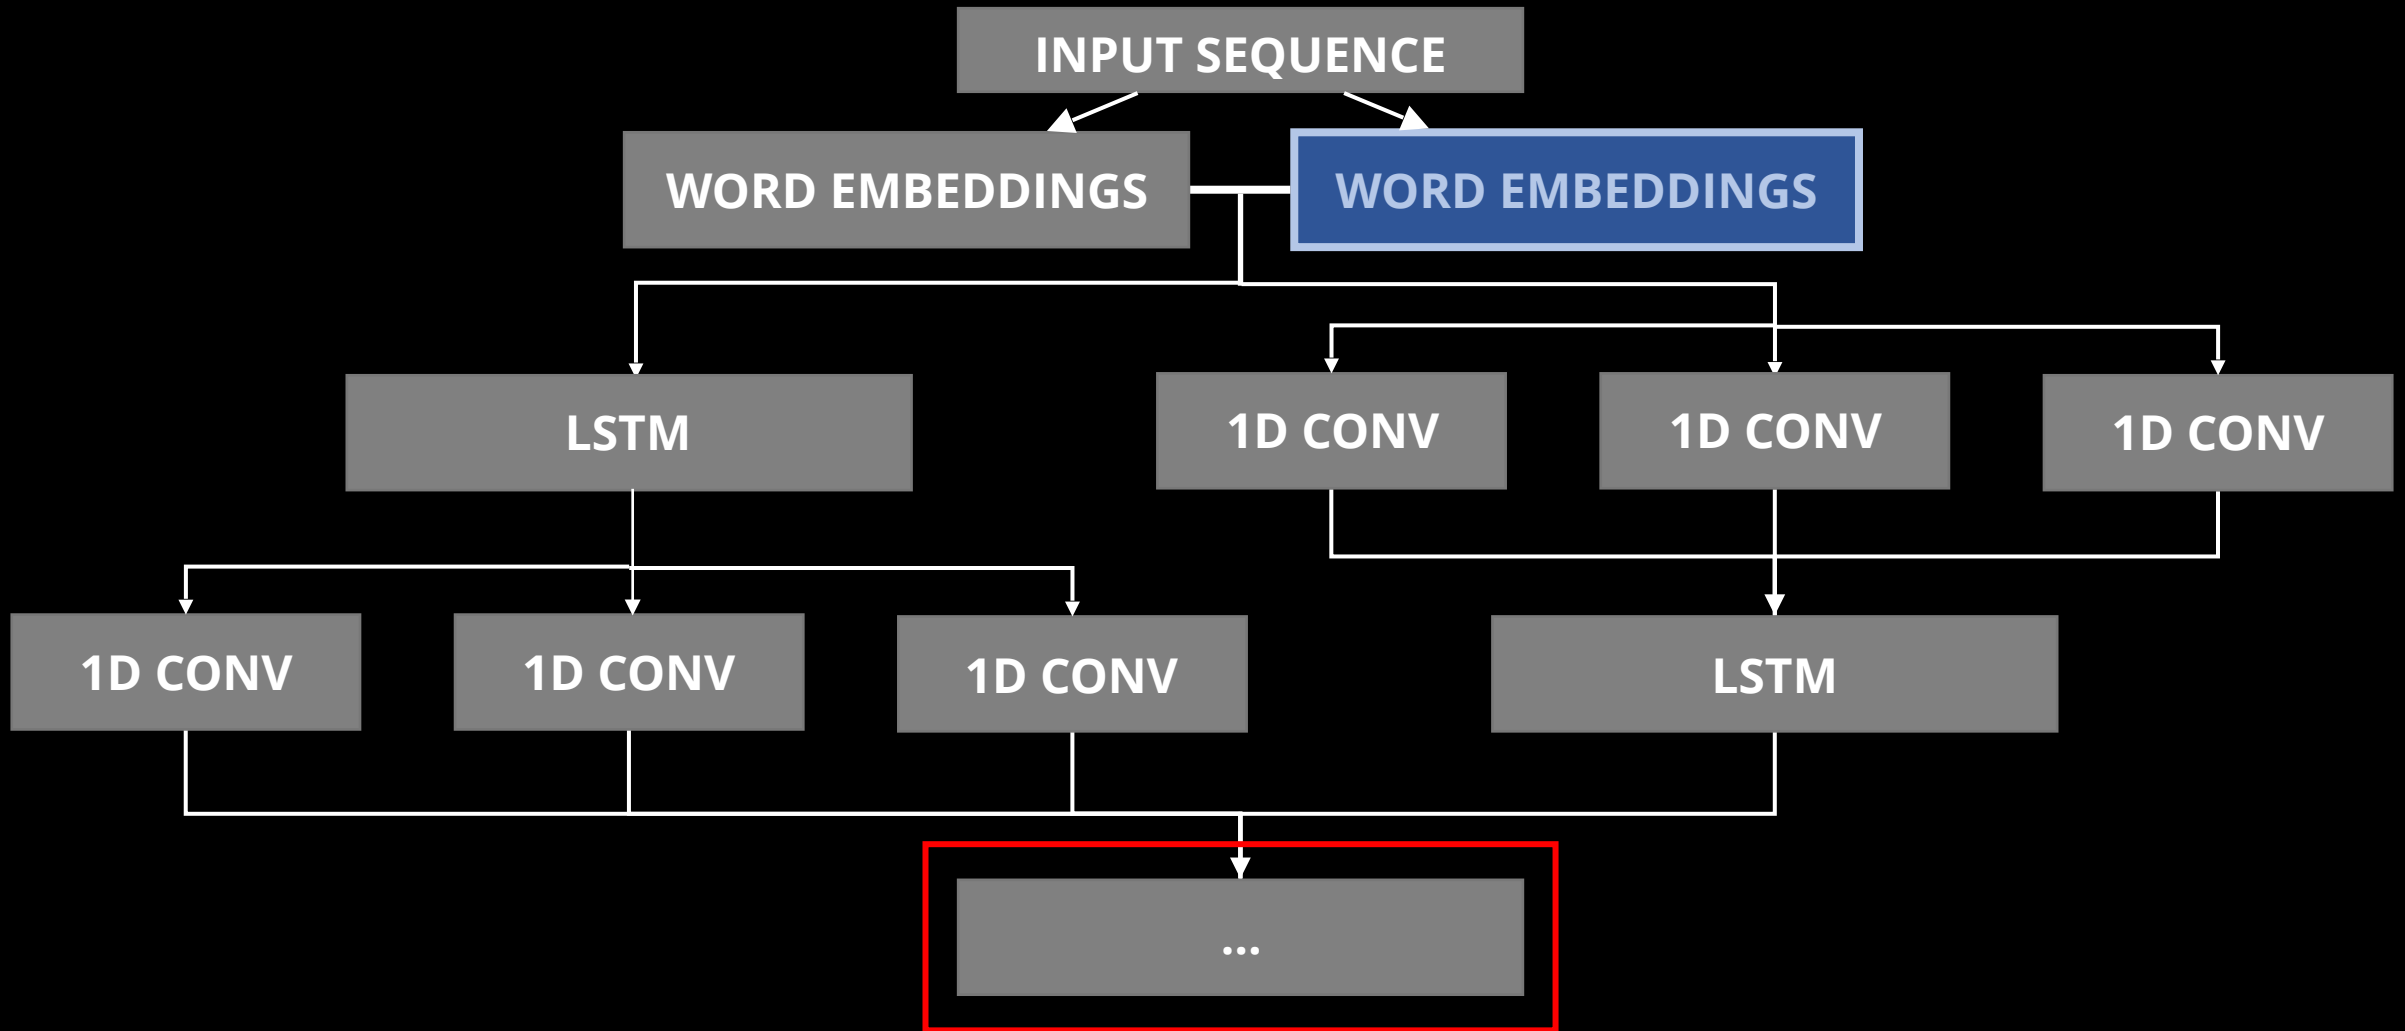 INPUT SEQUENCE
WORD EMBEDDINGS
WORD EMBEDDINGS
LSTM
1D CONV
1D CONV
1D CONV
1D CONV
1D CONV
1D CONV
LSTM
...